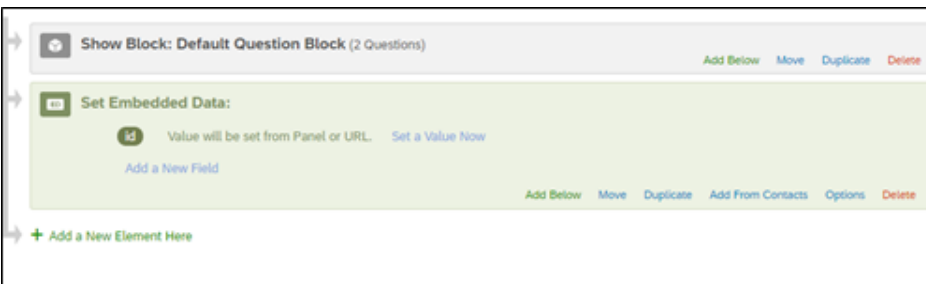 Show Block: Default Question Block (2 Questions)
Add Below Move Duplicate Delete
Set Embedded Data:
id Value will be set from Panel or URL. Set a Value Now
Add a New Field
Add Below Move Duplicate Add From Contacts Options Delete
+ Add a New Element Here